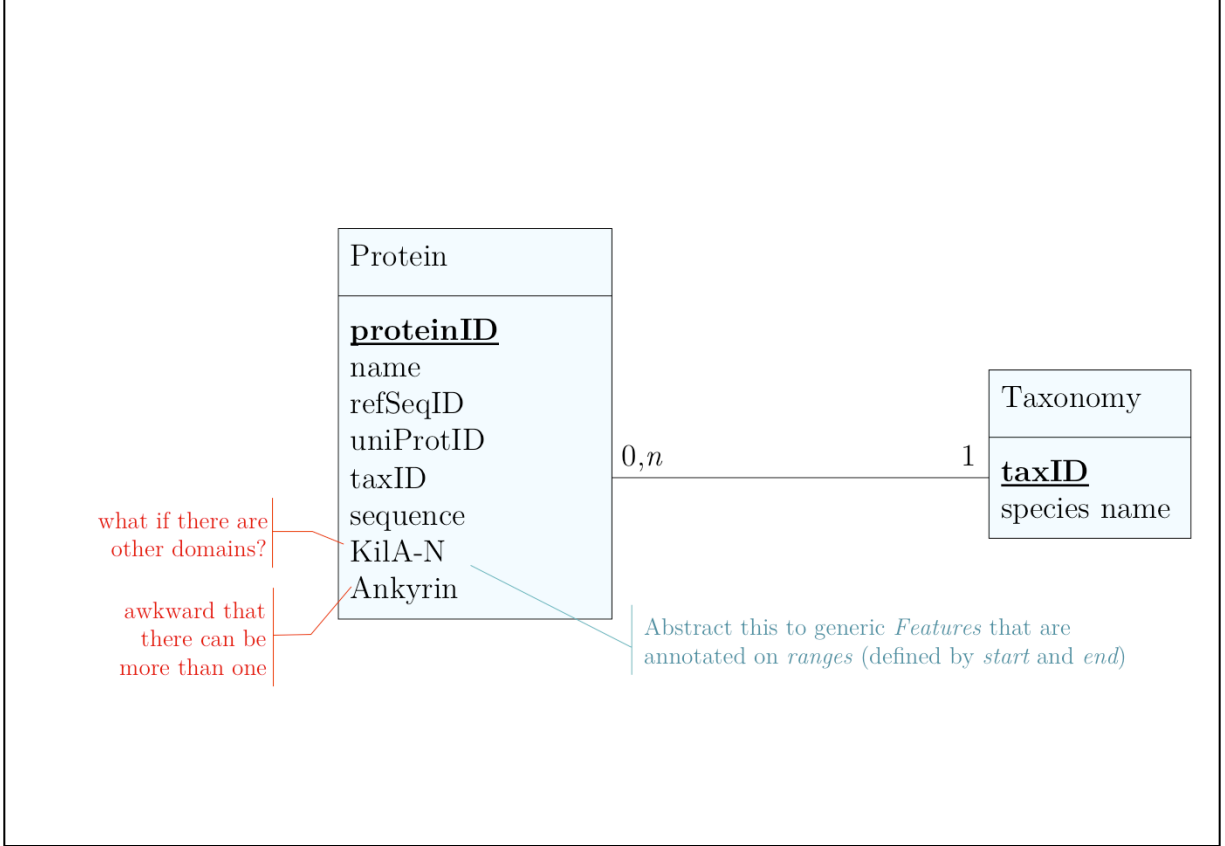 Protein
proteinID
name
refSeqID
uniProtID
taxID
sequence
KilA-N
Ankyrin
0,n
1
Taxonomy
taxID
species name
what if there are
other domains?
awkward that
there can be
more than one
Abstract this to generic Features that are
annotated on ranges (defined by start and end)